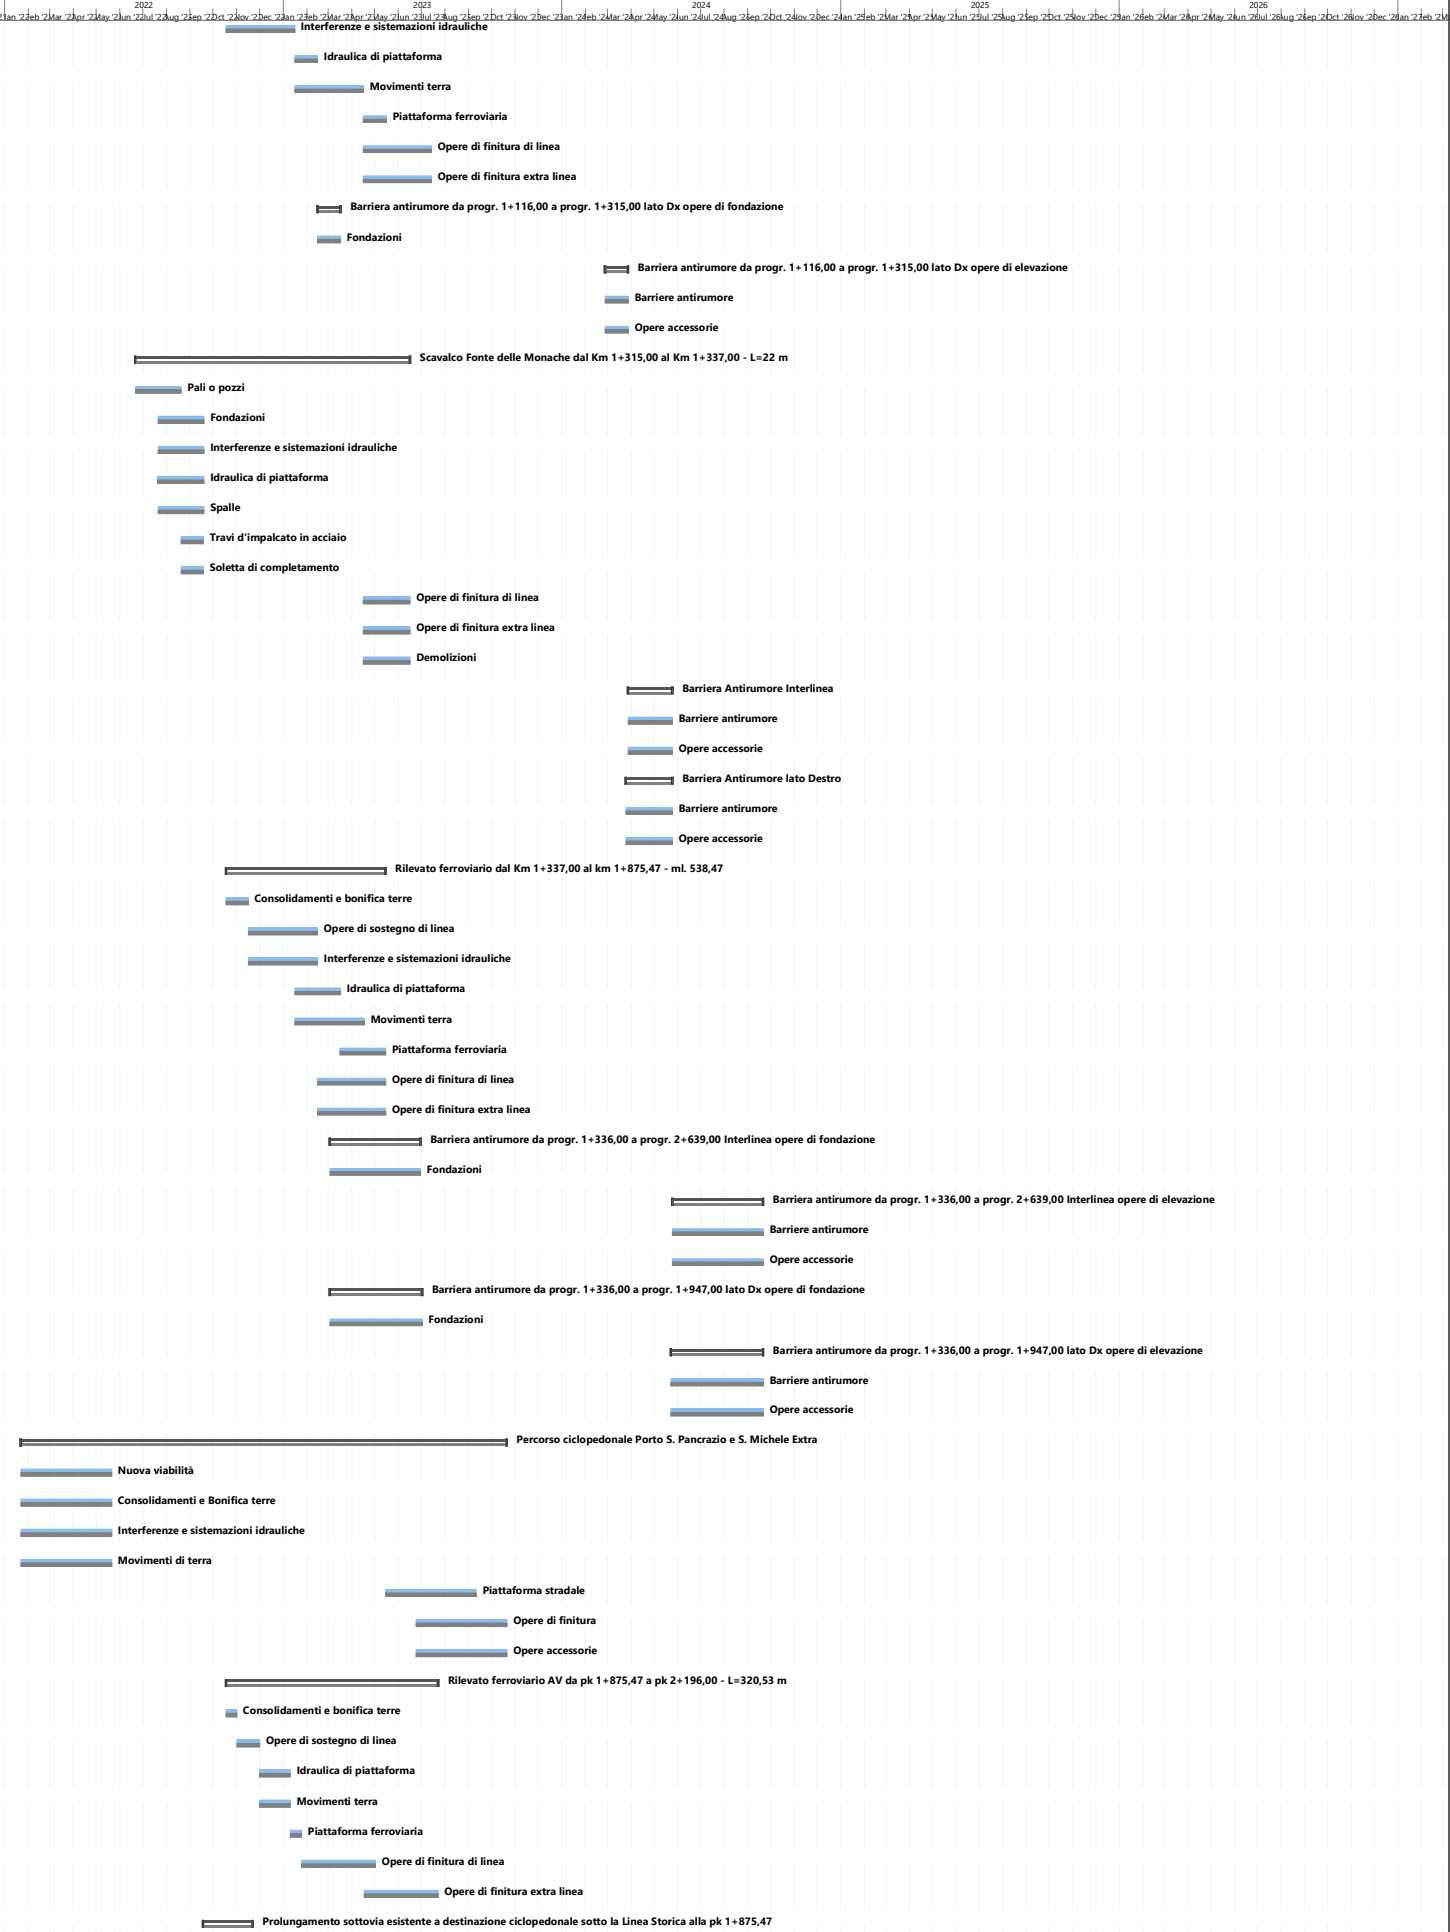 2022 2023 2024 2025 2026
Interferenze e sistemazioni idrauliche
Idraulica di piattaforma
Movimenti terra
Piattaforma ferroviaria
Opere di finitura di linea
Opere di finitura extra linea
Barriera antirumore da progr. 1+116,00 a progr. 1+315,00 lato Dx opere di fondazione
Fondazioni
Barriera antirumore da progr. 1+116,00 a progr. 1+315,00 lato Dx opere di elevazione
Barriere antirumore
Opere accessorie
Scavalco Fonte delle Monache dal Km 1+315,00 al Km 1+337,00 - L=22 m
Pali o pozzi
Fondazioni
Interferenze e sistemazioni idrauliche
Idraulica di piattaforma
Spalle
Travi d'impalcato in acciaio
Soletta di completamento
Opere di finitura di linea
Opere di finitura extra linea
Demolizioni
Barriera Antirumore Interlinea
Barriere antirumore
Opere accessorie
Barriera Antirumore lato Destro
Barriere antirumore
Opere accessorie
Rilevato ferroviario dal Km 1+337,00 al km 1+875,47 - ml. 538,47
Consolidamenti e bonifica terre
Opere di sostegno di linea
Interferenze e sistemazioni idrauliche
Idraulica di piattaforma
Movimenti terra
Piattaforma ferroviaria
Opere di finitura di linea
Opere di finitura extra linea
Barriera antirumore da progr. 1+336,00 a progr. 2+639,00 Interlinea opere di fondazione
Fondazioni
Barriera antirumore da progr. 1+336,00 a progr. 2+639,00 Interlinea opere di elevazione
Barriere antirumore
Opere accessorie
Barriera antirumore da progr. 1+336,00 a progr. 1+947,00 lato Dx opere di fondazione
Fondazioni
Barriera antirumore da progr. 1+336,00 a progr. 1+947,00 lato Dx opere di elevazione
Barriere antirumore
Opere accessorie
Percorso ciclopedonale Porto S. Pancrazio e S. Michele Extra
Nuova viabilità
Consolidamenti e Bonifica terre
Interferenze e sistemazioni idrauliche
Movimenti di terra
Piattaforma stradale
Opere di finitura
Opere accessorie
Rilevato ferroviario AV da pk 1+875,47 a pk 2+196,00 - L=320,53 m
Consolidamenti e bonifica terre
Opere di sostegno di linea
Idraulica di piattaforma
Movimenti terra
Piattaforma ferroviaria
Opere di finitura di linea
Opere di finitura extra linea
Prolungamento sottovia esistente a destinazione ciclopedonale sotto la Linea Storica alla pk 1+875,47